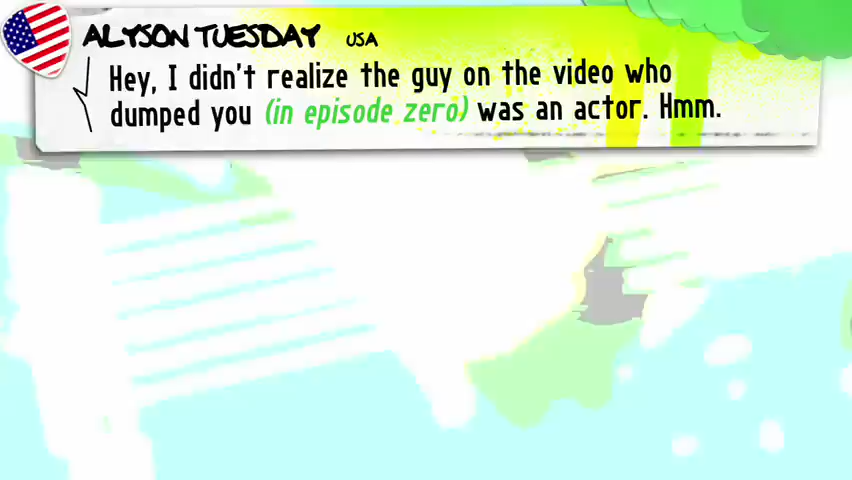 ALYSON TUESDAY USA
Hey, I didn't realize the guy on the video who
dumped you (in episode zero) was an actor. Hmm.